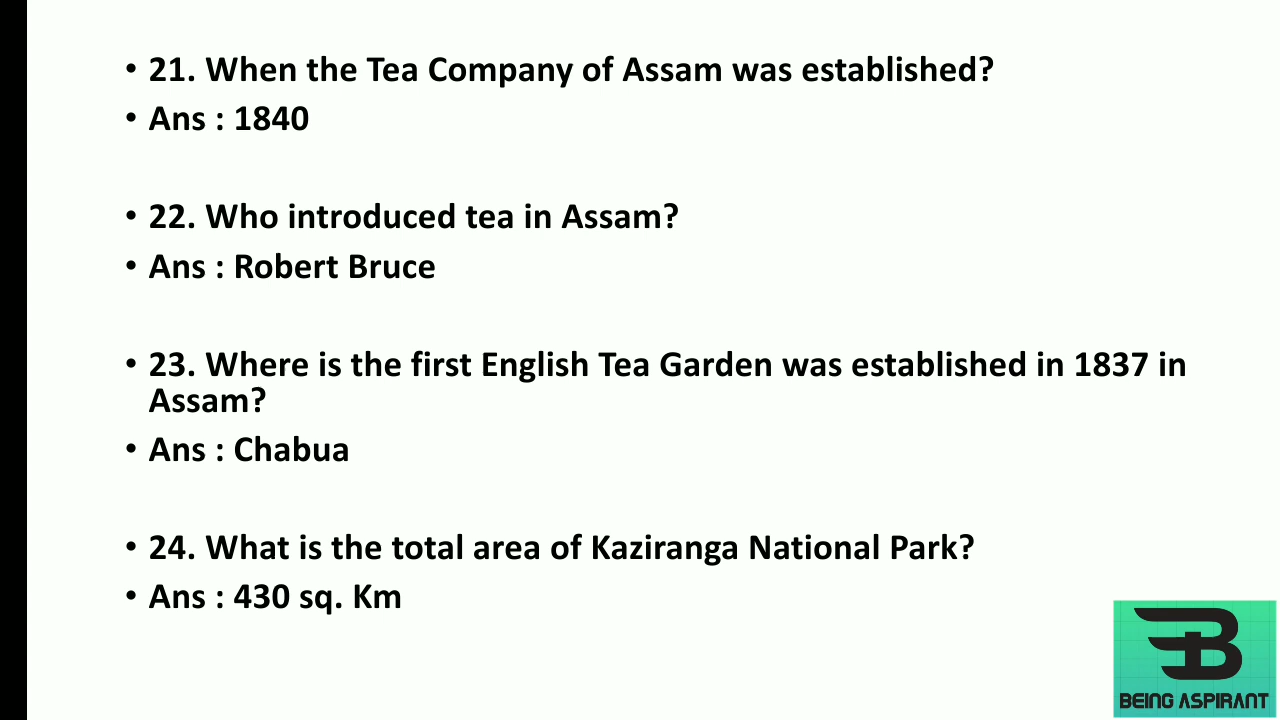 • 21. When the Tea Company of Assam was established?
• Ans : 1840
• 22. Who introduced tea in Assam?
• Ans : Robert Bruce
• 23. Where is the first English Tea Garden was established in 1837 in
Assam?
• Ans : Chabua
• 24. What is the total area of Kaziranga National Park?
• Ans : 430 sq. Km
B
BEING ASPIRANT